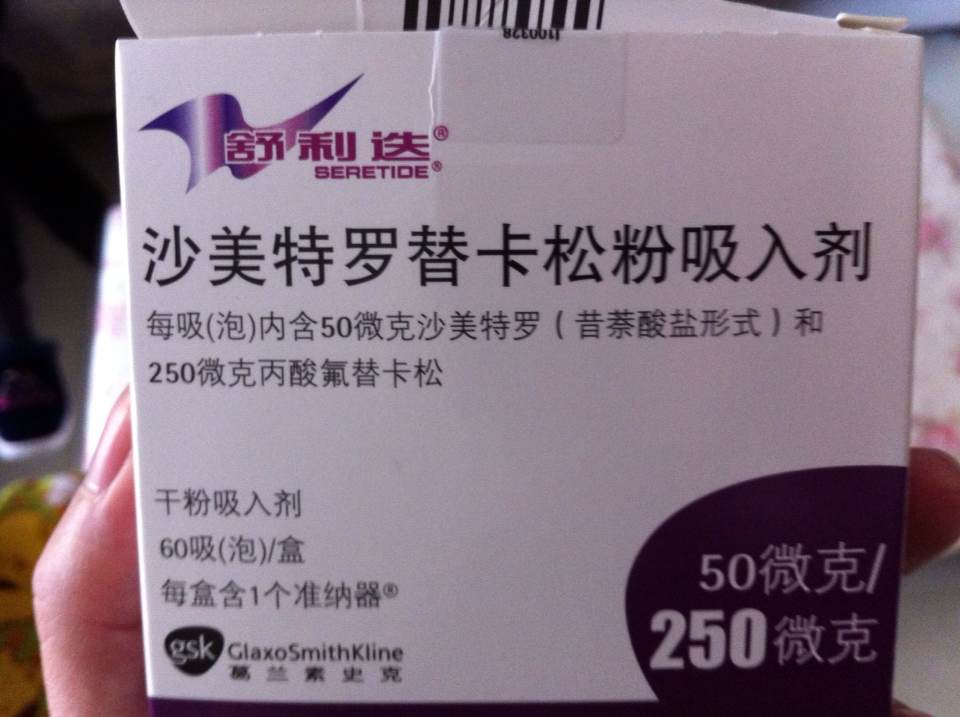 J100328
舒利迭®
SERETIDE®
沙美特罗替卡松粉吸入剂
每吸(泡)内含50微克沙美特罗(昔萘酸盐形式)和
250微克丙酸氟替卡松
干粉吸入剂
60吸(泡)/盒
每盒含1个准纳器®
gsk GlaxoSmithKline
葛兰素史克
50微克/
250微克